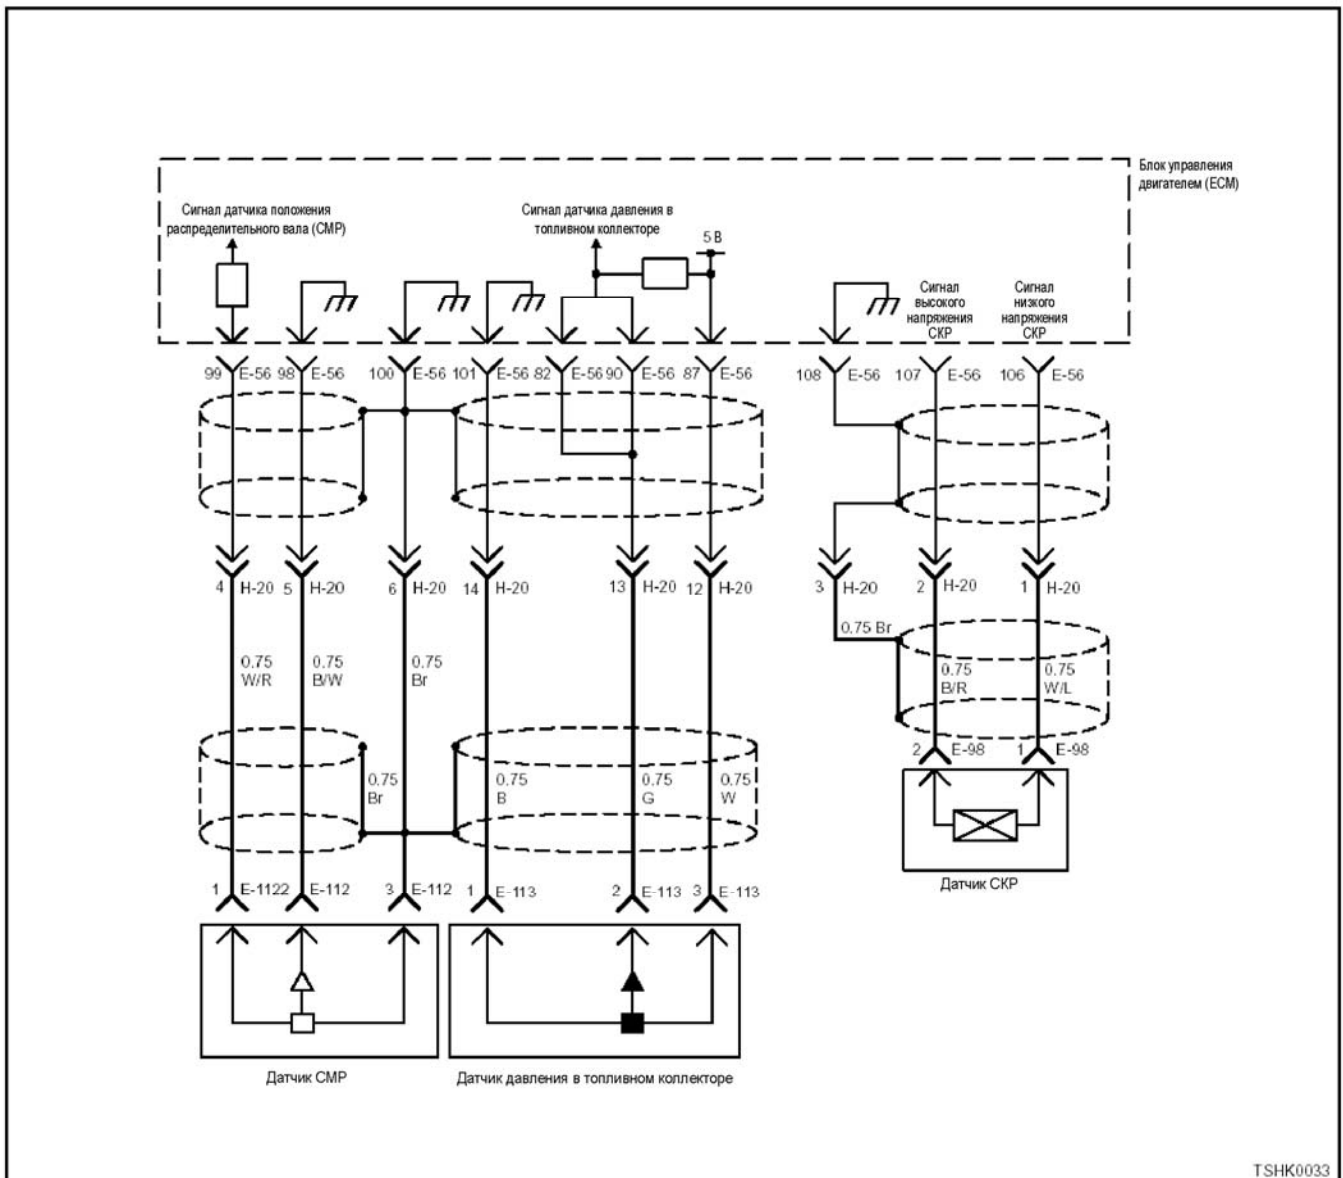 Блок управления
двигателем (ECM)
Сигнал датчика положения
распределительного вала (CMP)
Сигнал датчика давления в
топливном коллекторе
5 В
Сигнал
высокого
напряжения
СКР
Сигнал
низкого
напряжения
СКР
99 E-56 98 E-56 100 E-56 101 E-56 82 E-56 90 E-56 87 E-56 108 E-56 107 E-56 106 E-56
4 H-20 5 H-20 6 H-20 14 H-20 13 H-20 12 H-20 3 H-20 2 H-20 1 H-20
0.75 Br
0.75 0.75 0.75 0.75 0.75
W/R B/W Br B/R W/L
2 E-98 1 E-98
0.75 0.75 0.75 0.75
Br B G W
1 E-112 2 E-112 3 E-112 1 E-113 2 E-113 3 E-113
Датчик СКР
Датчик CMP
Датчик давления в топливном коллекторе
TSHK0033